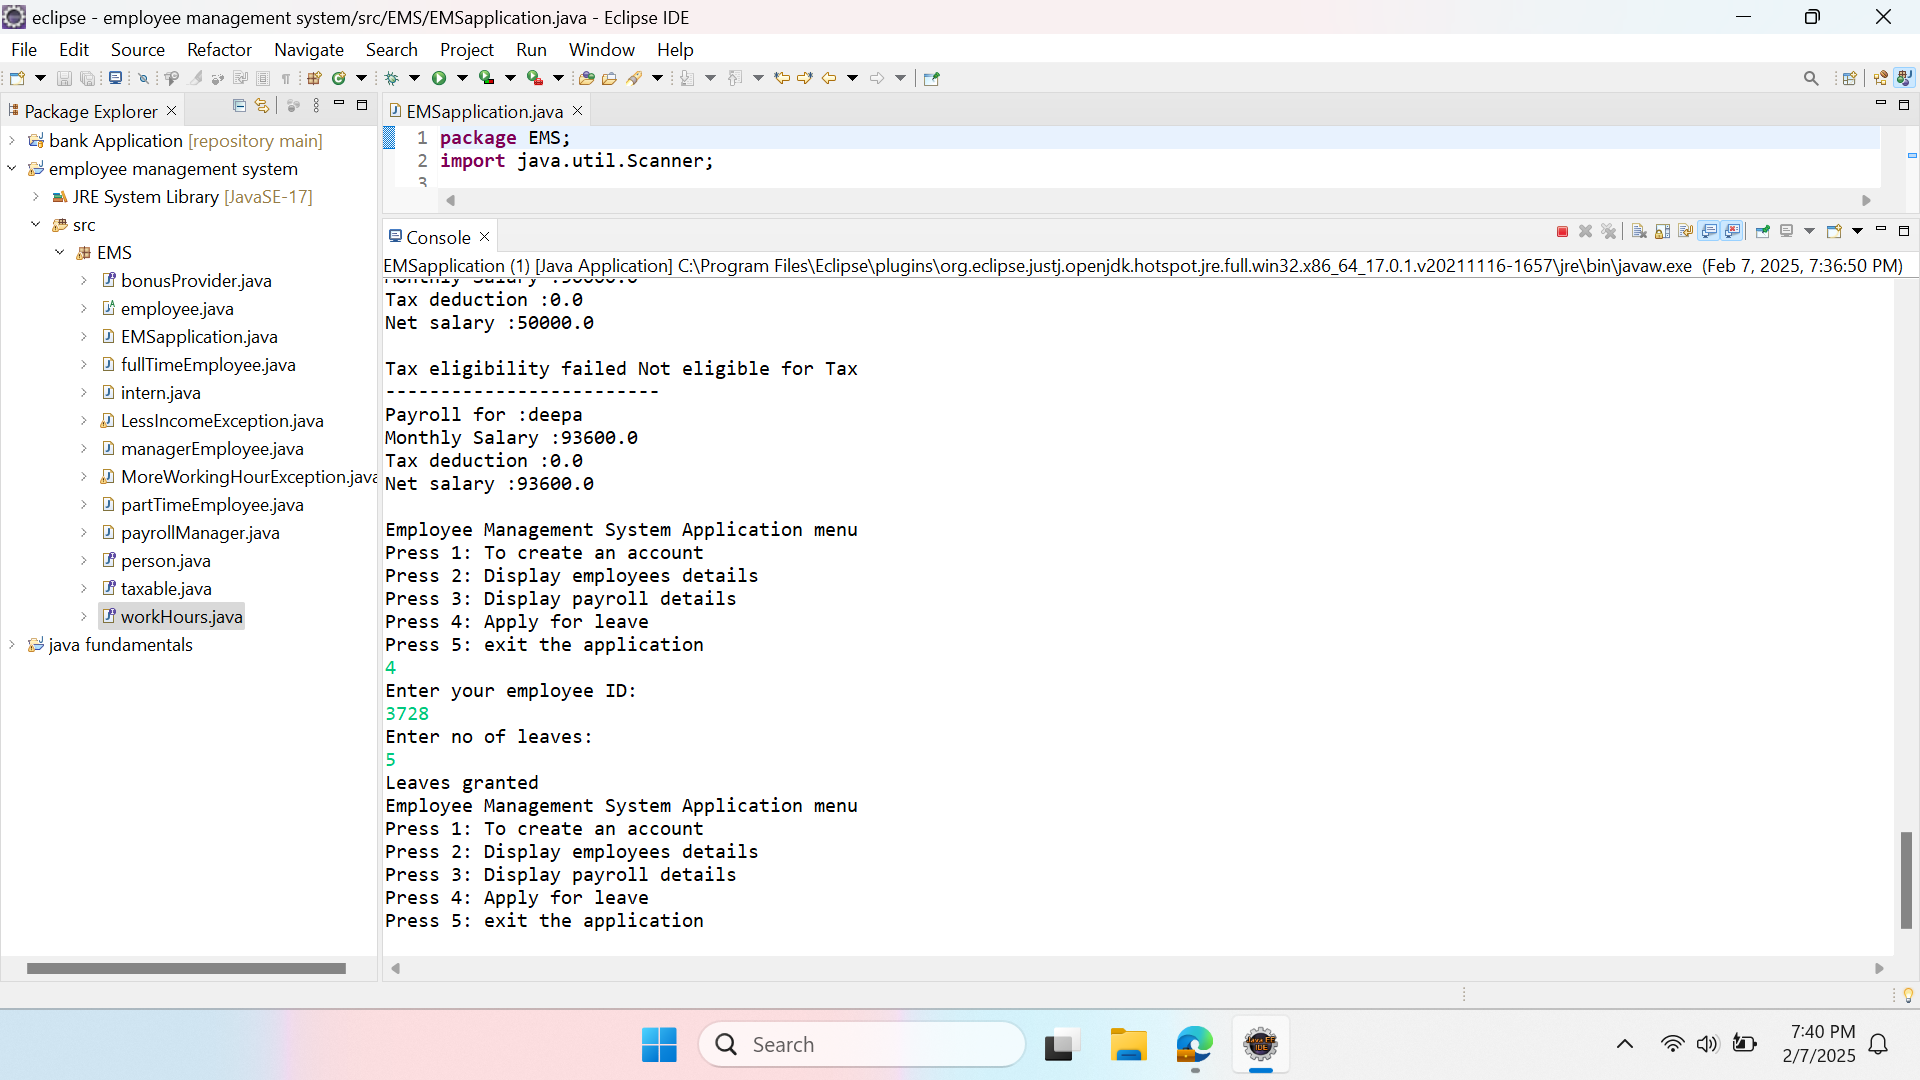 eclipse - employee management system/src/EMS/EMSapplication.java - Eclipse IDE
File Edit Source Refactor Navigate Search Project Run Window Help
Package Explorer
bank Application [repository main]
employee management system
JRE System Library [JavaSE-17]
src
EMS
bonusProvider.java
employee.java
EMSapplication.java
fullTimeEmployee.java
intern.java
LessIncomeException.java
managerEmployee.java
MoreWorkingHourException.java
partTimeEmployee.java
payrollManager.java
person.java
taxable.java
workHours.java
java fundamentals
EMSapplication.java
1 package EMS;
2 import java.util.Scanner;
3
Console
EMSapplication (1) [Java Application] C:\Program Files\Eclipse\plugins\org.eclipse.justj.openjdk.hotspot.jre.full.win32.x86_64_17.0.1.v20211116-1657\jre\bin\javaw.exe (Feb 7, 2025, 7:36:50 PM)
Monthly Salary :50000.0
Tax deduction :0.0
Net salary :50000.0
Tax eligibility failed Not eligible for Tax
-------------------------
Payroll for :deepa
Monthly Salary :93600.0
Tax deduction :0.0
Net salary :93600.0
Employee Management System Application menu
Press 1: To create an account
Press 2: Display employees details
Press 3: Display payroll details
Press 4: Apply for leave
Press 5: exit the application
4
Enter your employee ID:
3728
Enter no of leaves:
5
Leaves granted
Employee Management System Application menu
Press 1: To create an account
Press 2: Display employees details
Press 3: Display payroll details
Press 4: Apply for leave
Press 5: exit the application
Search
7:40 PM
2/7/2025